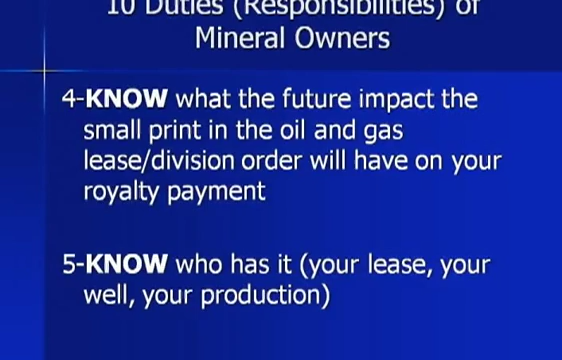 10 Duties (Responsibilities) of
Mineral Owners
4-KNOW what the future impact the
small print in the oil and gas
lease/division order will have on your
royalty payment
5-KNOW who has it (your lease, your
well, your production)